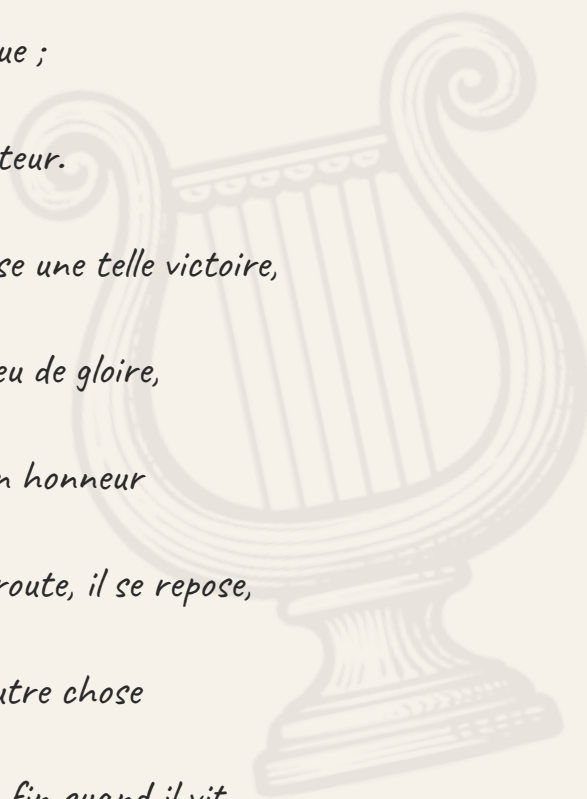 ue ;
teur.
se une telle victoire,
eu de gloire,
n honneur
route, il se repose,
utre chose
fin quand il vit